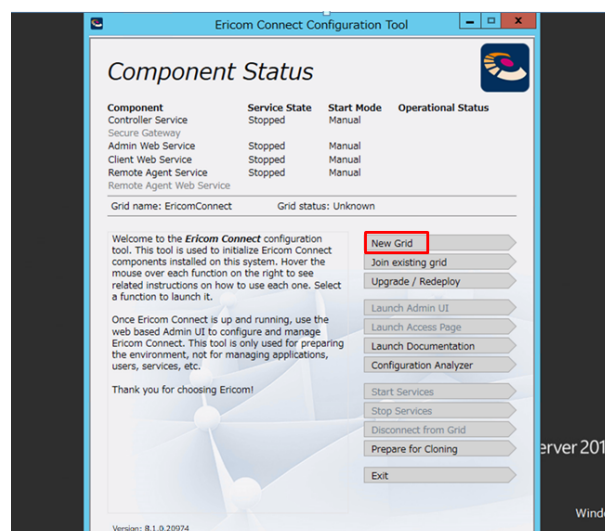 Ericom Connect Configuration Tool
Component Status
Component Service State Start Mode Operational Status
Controller Service Stopped Manual
Secure Gateway
Admin Web Service Stopped Manual
Client Web Service Stopped Manual
Remote Agent Service Stopped Manual
Remote Agent Web Service
Grid name: EricomConnect Grid status: Unknown
Welcome to the Ericom Connect configuration
tool. This tool is used to initialize Ericom Connect
components installed on this system. Hover the
mouse over each function on the right to see
related instructions on how to use each one. Select
a function to launch it.
Once Ericom Connect is up and running, use the
web based Admin UI to configure and manage
Ericom Connect. This tool is only used for preparing
the environment, not for managing applications,
users, services, etc.
Thank you for choosing Ericom!
New Grid
Join existing grid
Upgrade / Redeploy
Launch Admin UI
Launch Access Page
Launch Documentation
Configuration Analyzer
Start Services
Stop Services
Disconnect from Grid
Prepare for Cloning
Exit
Version: 8.1.0.20974
erver 201
Windo